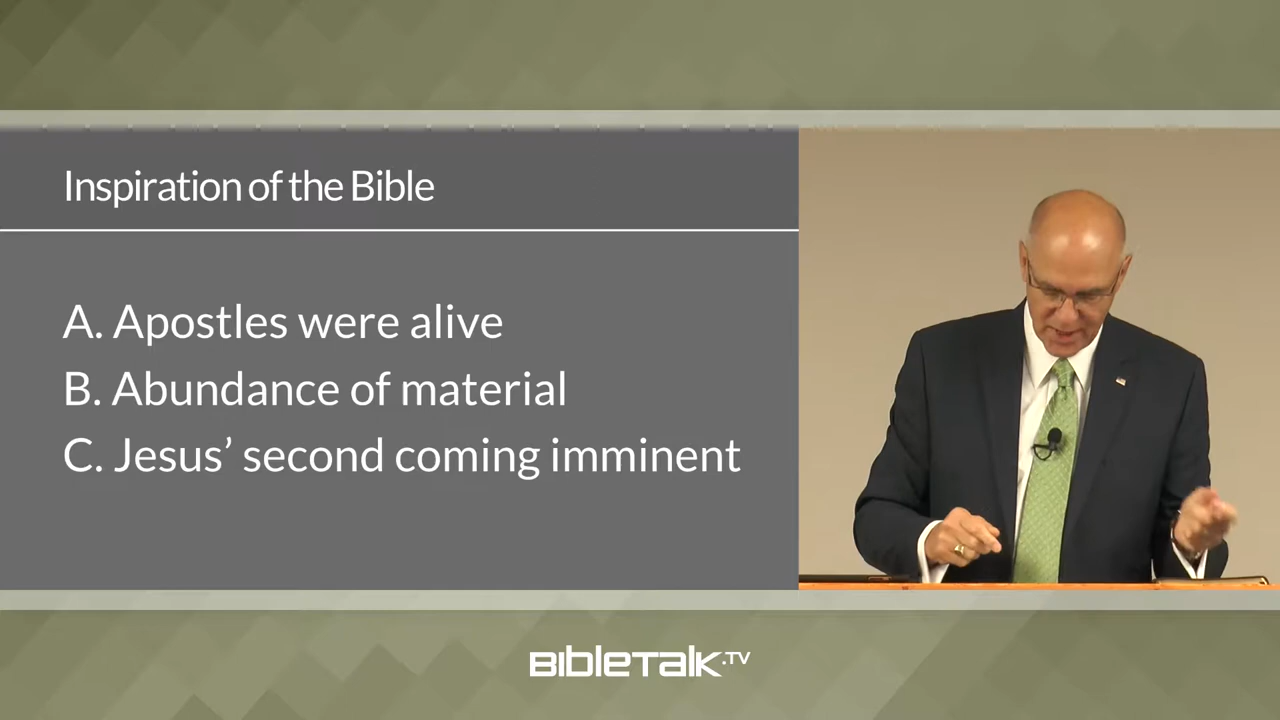 Inspiration of the Bible
A. Apostles were alive
B. Abundance of material
C. Jesus’ second coming imminent
BibleTalk.TV